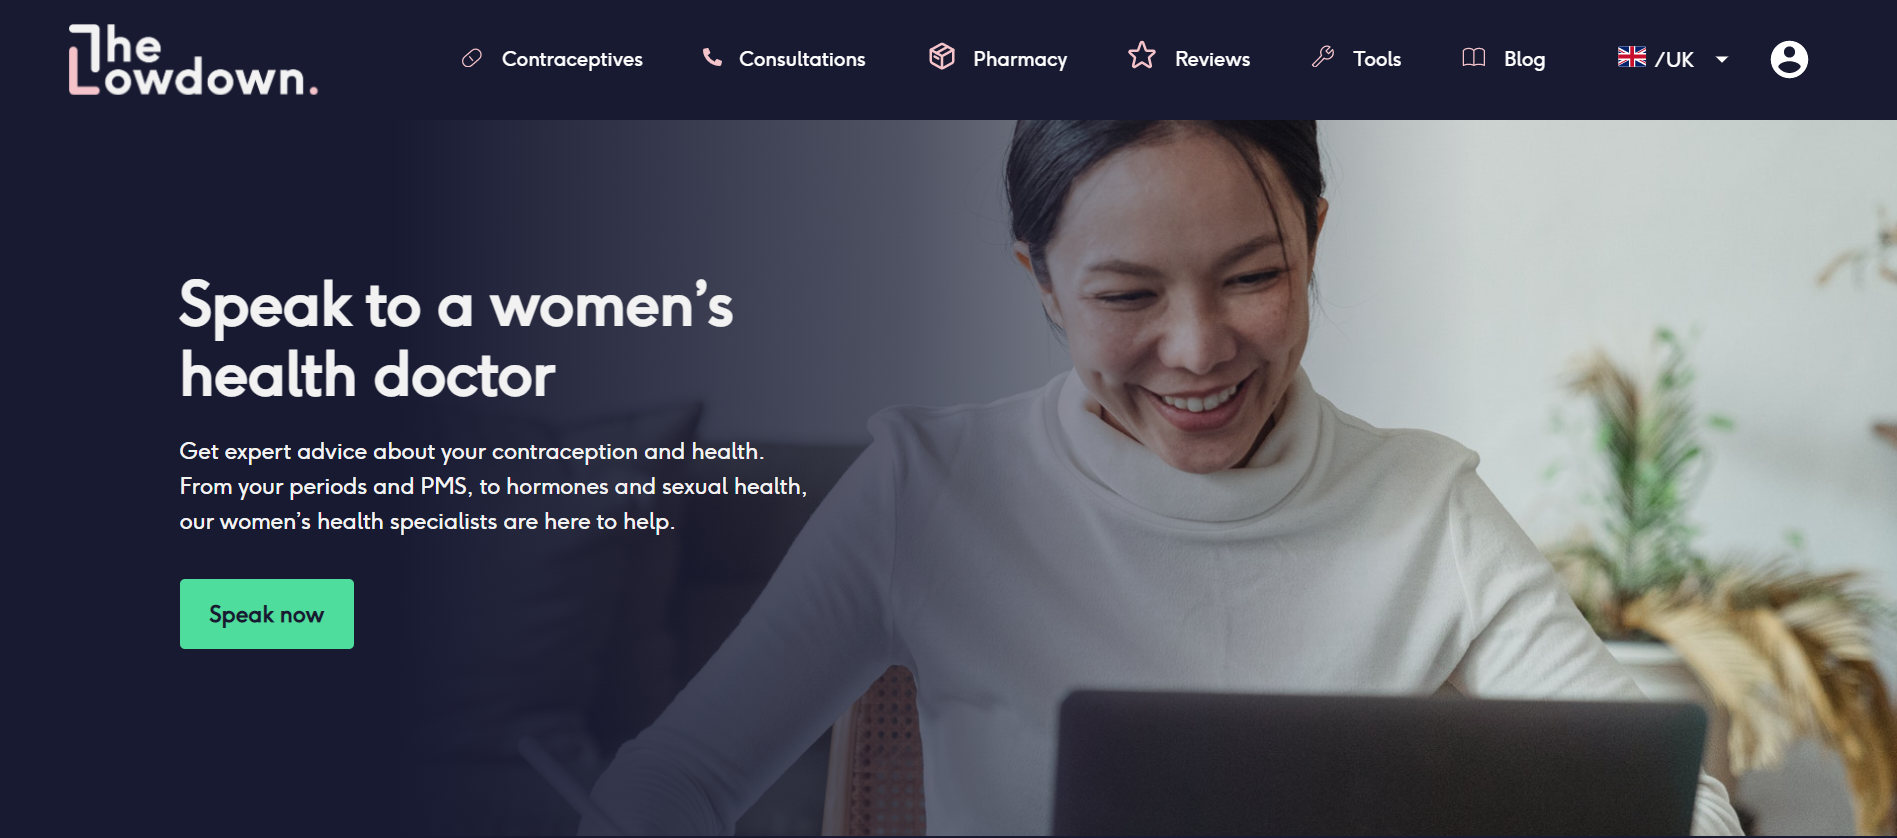 The
Lowdown.
Contraceptives
Consultations
Pharmacy
Reviews
Tools
Blog
/UK
Speak to a women’s
health doctor
Get expert advice about your contraception and health.
From your periods and PMS, to hormones and sexual health,
our women’s health specialists are here to help.
Speak now